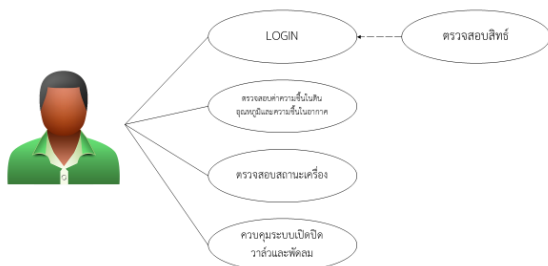 LOGIN
ตรวจสอบสิทธ์
ตรวจสอบค่าความชื้นในดิน
อุณหภูมิและความชื้นในอากาศ
ตรวจสอบสถานะเครื่อง
ควบคุมระบบเปิดปิด
วาล์วและพัดลม